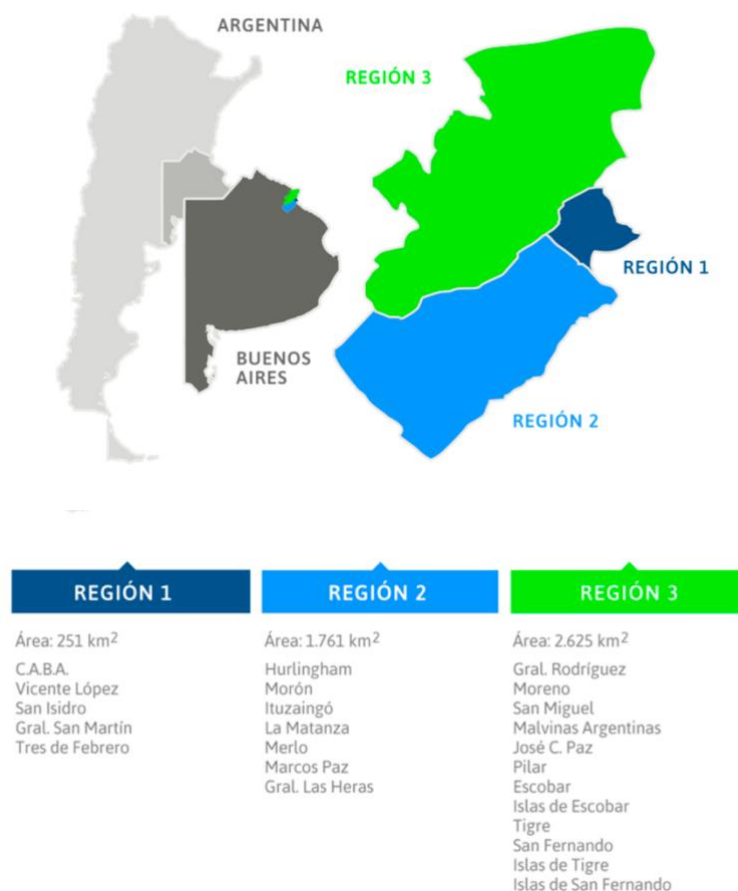 ARGENTINA
REGIÓN 3
REGIÓN 1
BUENOS
AIRES
REGIÓN 2
REGIÓN 1
Área: 251 km²
C.A.B.A.
Vicente López
San Isidro
Gral. San Martín
Tres de Febrero
REGIÓN 2
Área: 1.761 km²
Hurlingham
Morón
Ituzaingó
La Matanza
Merlo
Marcos Paz
Gral. Las Heras
REGIÓN 3
Área: 2.625 km²
Gral. Rodríguez
Moreno
San Miguel
Malvinas Argentinas
José C. Paz
Pilar
Escobar
Islas de Escobar
Tigre
San Fernando
Islas de Tigre
Islas de San Fernando